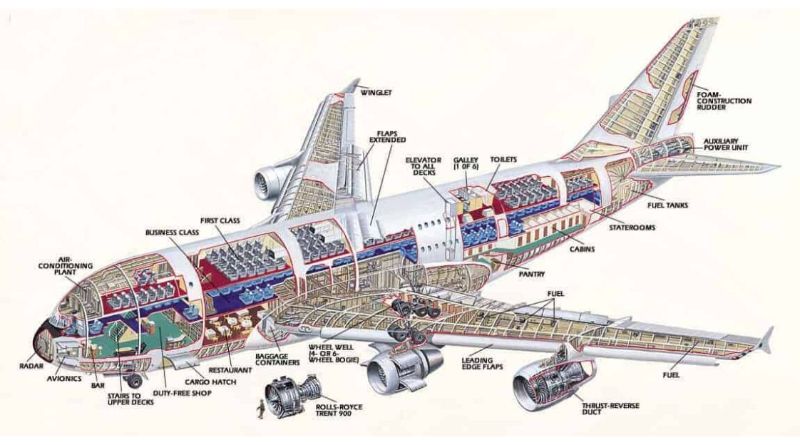 WINGLET
FLAPS
EXTENDED
ELEVATOR
TO ALL
DECKS
GALLEY
(1 OF 6)
TOILETS
FOAM-
CONSTRUCTION
RUDDER
AUXILIARY
POWER UNIT
FUEL TANKS
STATEROOMS
CABINS
PANTRY
FIRST CLASS
BUSINESS CLASS
AIR-
CONDITIONING
PLANT
RADAR
AVIONICS
BAR
STAIRS TO
UPPER DECKS
DUTY-FREE SHOP
CARGO HATCH
RESTAURANT
BAGGAGE
CONTAINERS
WHEEL WELL
(4- OR 6-
WHEEL BOGIE)
ROLLS-ROYCE
TRENT 900
LEADING
EDGE FLAPS
FUEL
THRUST-REVERSE
DUCT
FUEL